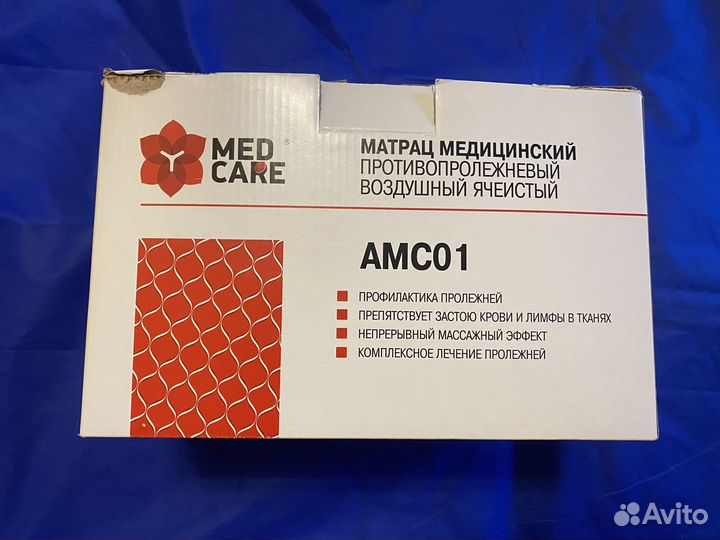 MED
CARE
®
МАТРАЦ МЕДИЦИНСКИЙ
ПРОТИВОПРОЛЕЖНЕВЫЙ
ВОЗДУШНЫЙ ЯЧЕИСТЫЙ
AMC01
ПРОФИЛАКТИКА ПРОЛЕЖНЕЙ
ПРЕПЯТСТВУЕТ ЗАСТОЮ КРОВИ И ЛИМФЫ В ТКАНЯХ
НЕПРЕРЫВНЫЙ МАССАЖНЫЙ ЭФФЕКТ
КОМПЛЕКСНОЕ ЛЕЧЕНИЕ ПРОЛЕЖНЕЙ
Avito